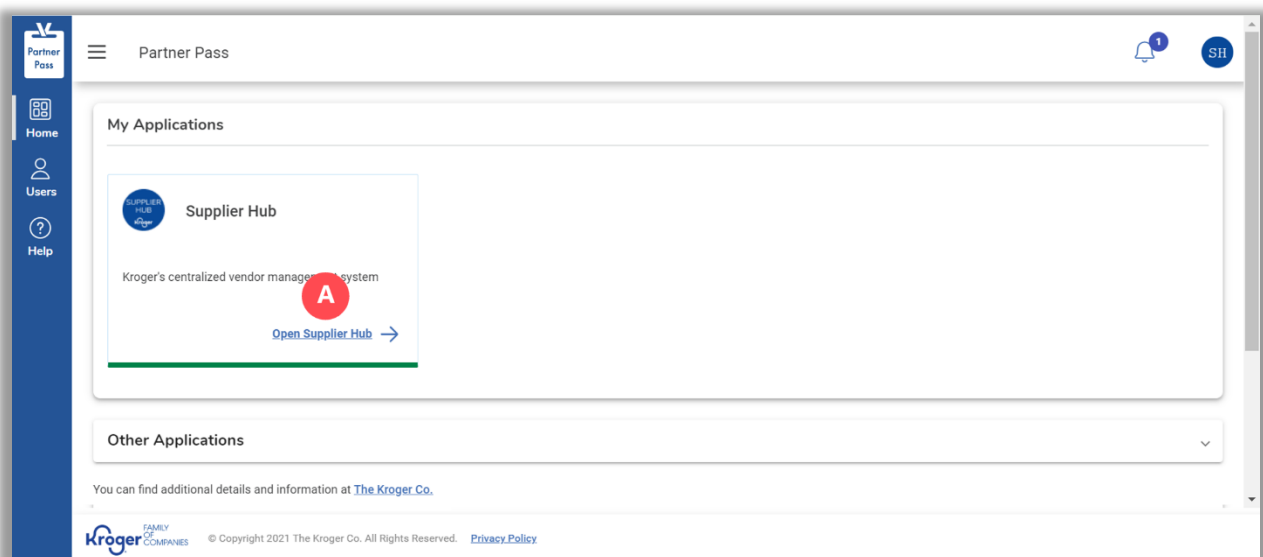 Partner
Pass
Partner Pass
1
SH
Home
Users
Help
My Applications
SUPPLIER
HUB
Kroger
Supplier Hub
Kroger's centralized vendor management system
A
Open Supplier Hub
Other Applications
You can find additional details and information at The Kroger Co.
Kroger FAMILY
OF
COMPANIES
© Copyright 2021 The Kroger Co. All Rights Reserved. Privacy Policy